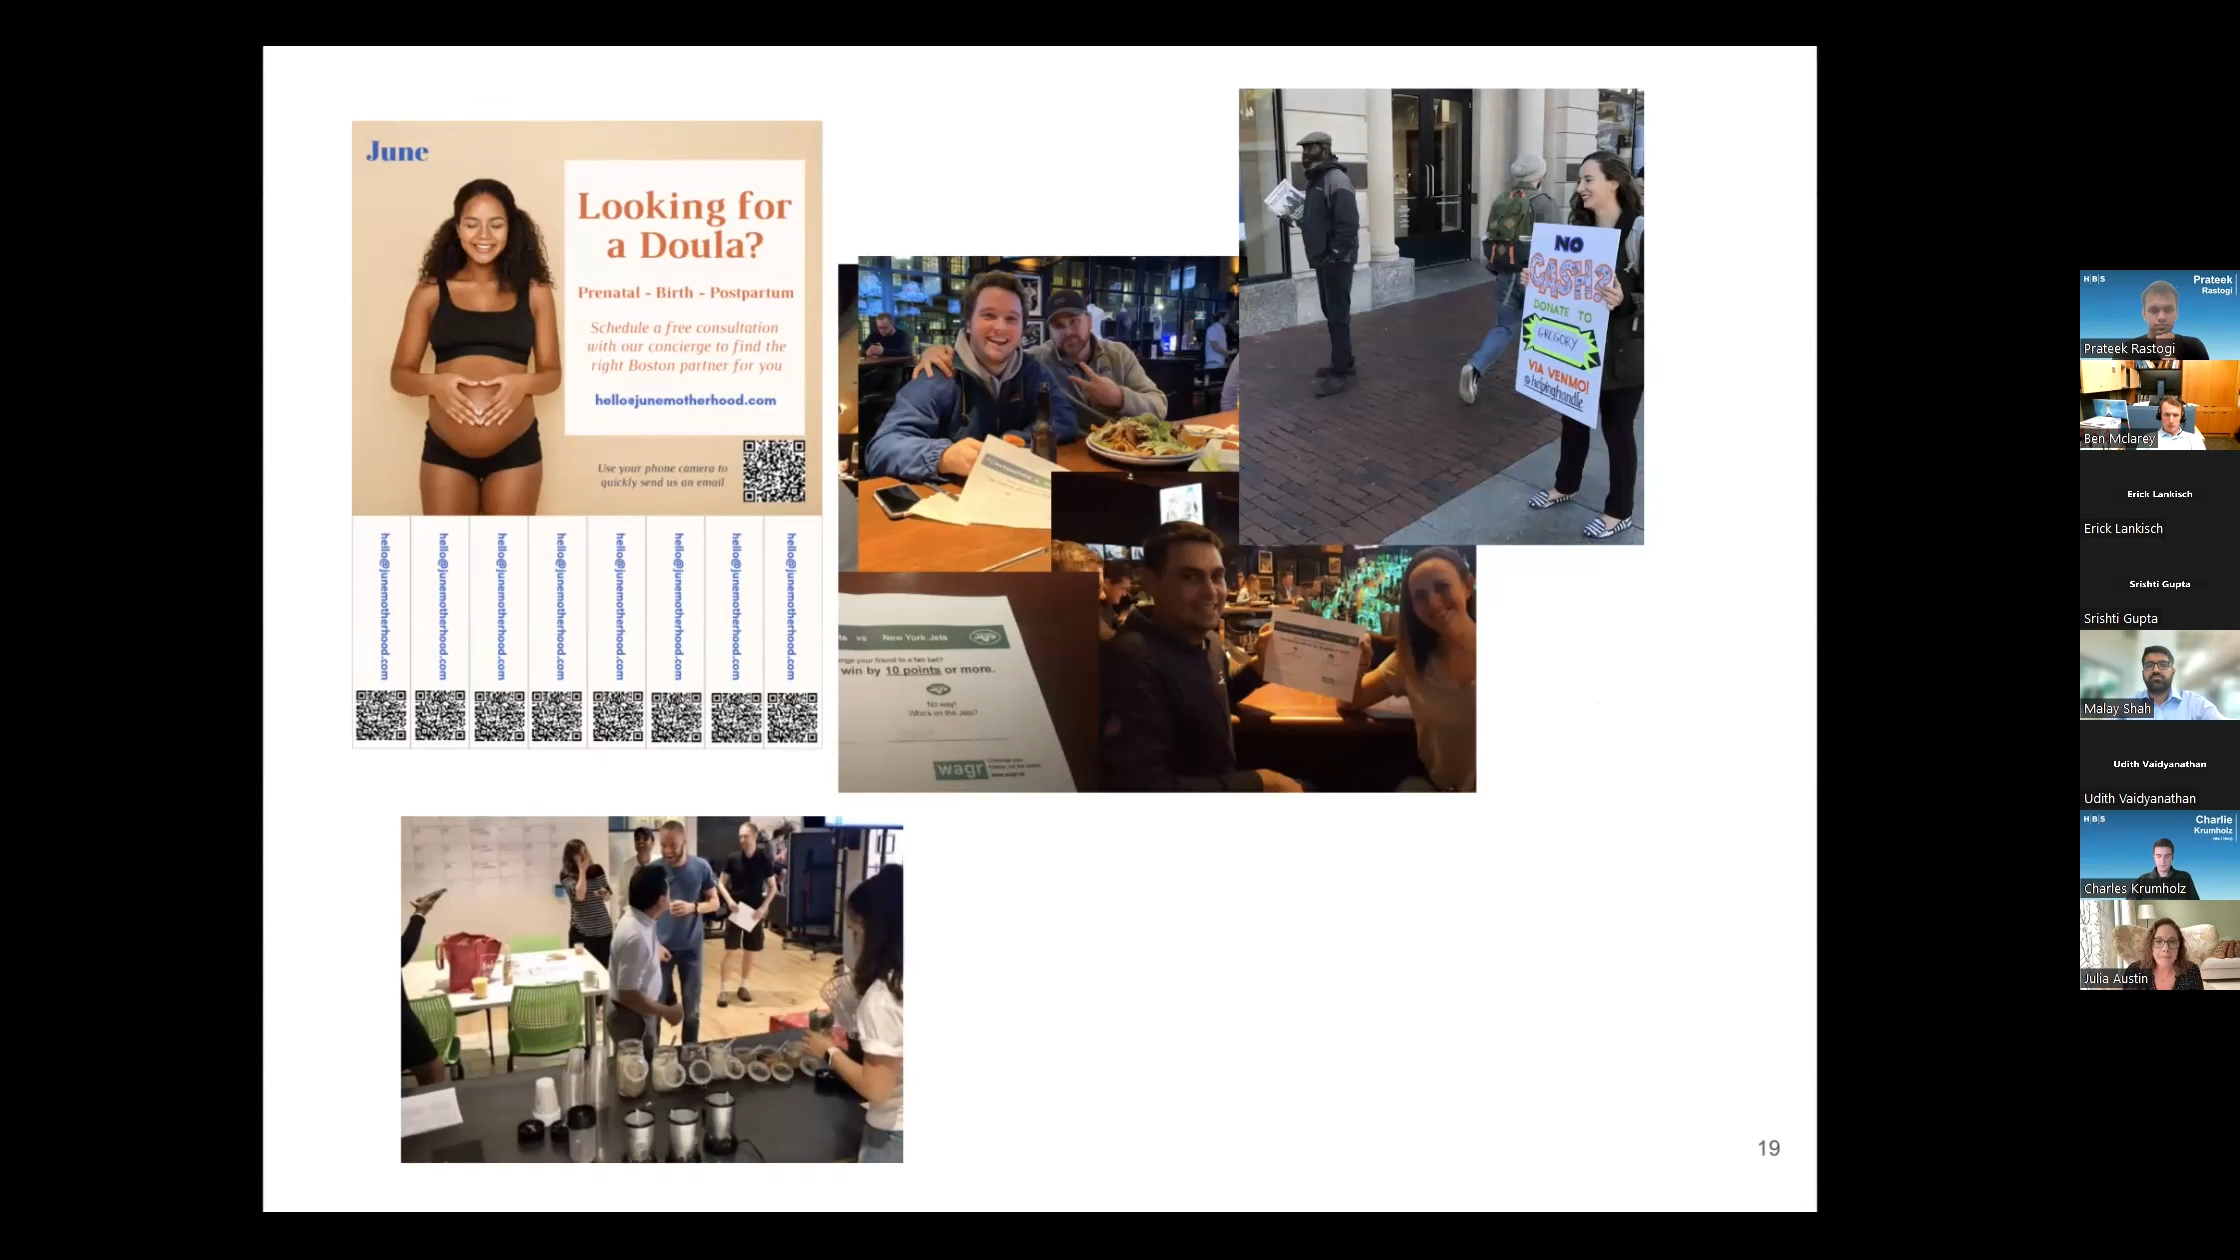 June
Looking for
a Doula?
Prenatal - Birth - Postpartum
Schedule a free consultation
with our concierge to find the
right Boston partner for you
hello@junemotherhood.com
Use your phone camera to
quickly send us an email
hello@junemotherhood.com
hello@junemotherhood.com
hello@junemotherhood.com
hello@junemotherhood.com
hello@junemotherhood.com
hello@junemotherhood.com
hello@junemotherhood.com
hello@junemotherhood.com
NO
CASH?
DONATE TO
GREGORY
VIA VENMO!
@helpinghandle
vs New York Jets
your friend to a fair bet?
win by 10 points or more.
No way!
Who's on the Jets?
wagr
19
HBS
Prateek
Rastogi
Prateek Rastogi
Ben Mclarey
Erick Lankisch
Erick Lankisch
Srishti Gupta
Srishti Gupta
Malay Shah
Udith Vaidyanathan
Udith Vaidyanathan
HBS
Charlie
Krumholz
Charles Krumholz
Julia Austin